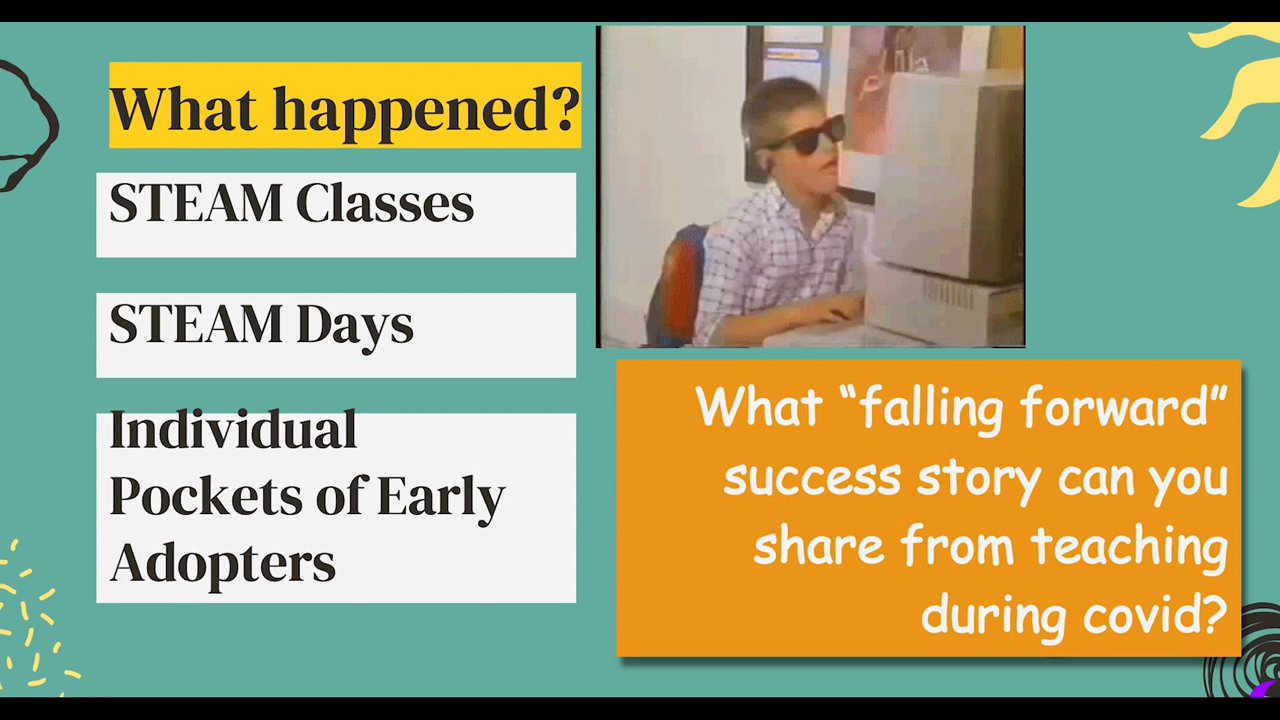 What happened?
STEAM Classes
STEAM Days
Individual
Pockets of Early
Adopters
What “falling forward”
success story can you
share from teaching
during covid?